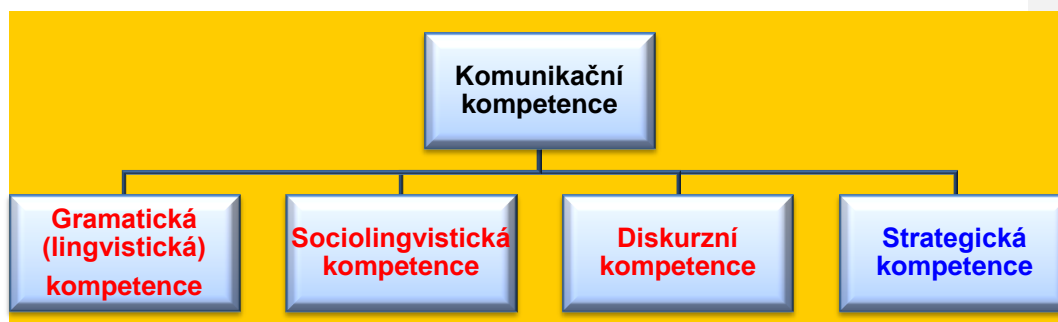 Komunikační
kompetence
Gramatická
(lingvistická)
kompetence
Sociolingvistická
kompetence
Diskurzní
kompetence
Strategická
kompetence